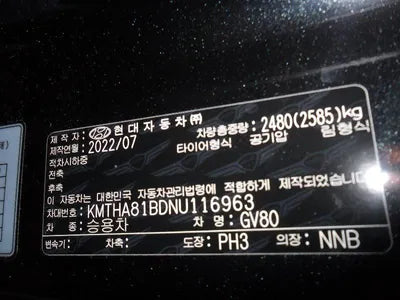 제작자: 현대자동차㈜ 차량총중량: 2480(2585)kg
제작연월: 2022/07 타이어형식 공기압 림형식
적차시하중
전축
후축
이 자동차는 대한민국 자동차관리법령에 적합하게 제작되었습니다
차대번호: KMTHA81BDNU116963
차종: 승용차 차명: GV80
변속기: 차축: 도장: PH3 의장: NNB